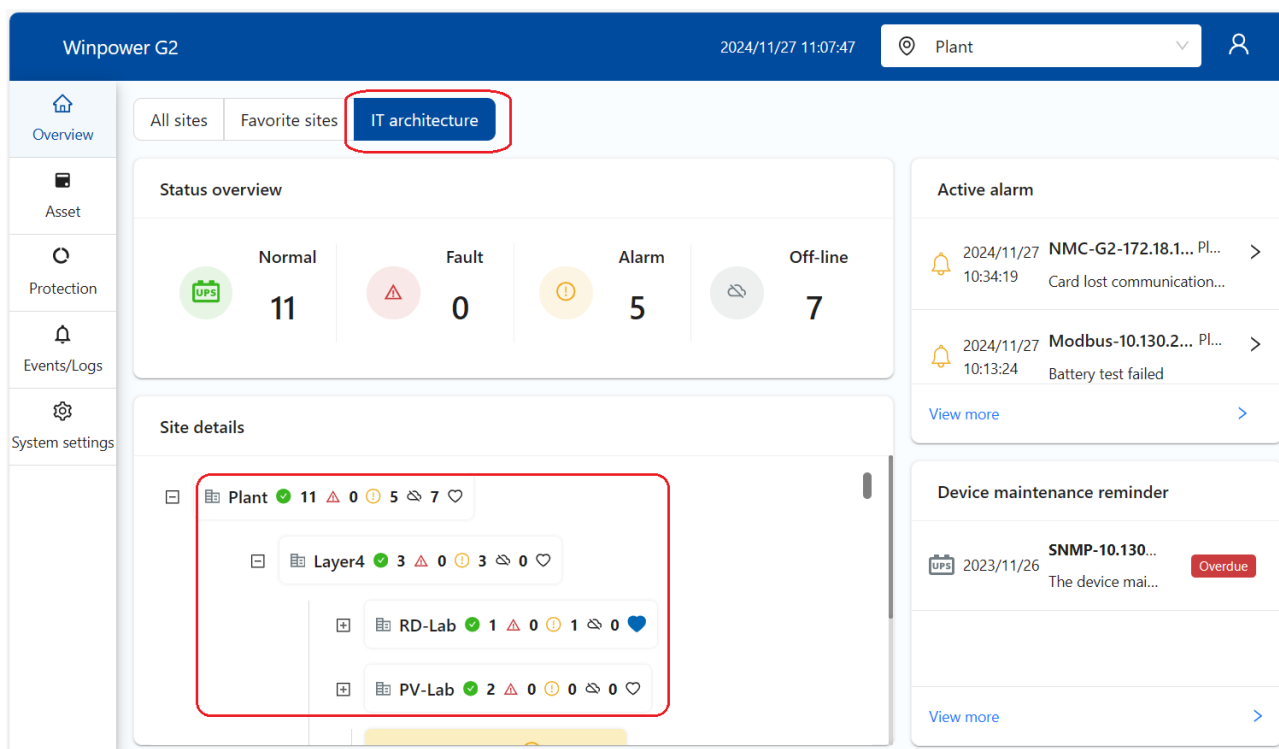 Winpower G2
2024/11/27 11:07:47
Plant
Overview
Asset
Protection
Events/Logs
System settings
All sites
Favorite sites
IT architecture
Status overview
Normal
11
Fault
0
Alarm
5
Off-line
7
UPS
Site details
Plant 11 0 5 7
Layer4 3 0 3 0
RD-Lab 1 0 1 0
PV-Lab 2 0 0 0
Active alarm
2024/11/27 NMC-G2-172.18.1... Pl...
10:34:19 Card lost communication...
2024/11/27 Modbus-10.130.2... Pl...
10:13:24 Battery test failed
View more
Device maintenance reminder
UPS 2023/11/26 SNMP-10.130...
The device mai...
Overdue
View more